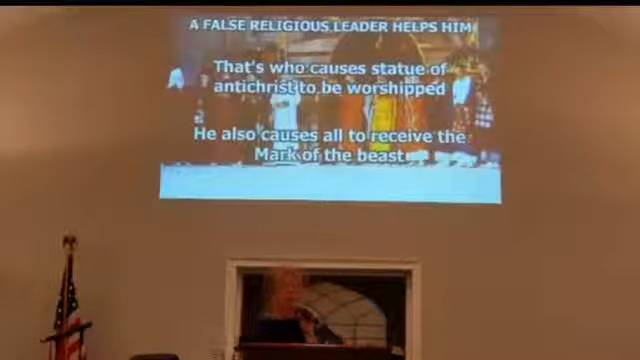 A FALSE RELIGIOUS LEADER HELPS HIM
That's who causes statue of
antichrist to be worshipped
He also causes all to receive the
Mark of the beast